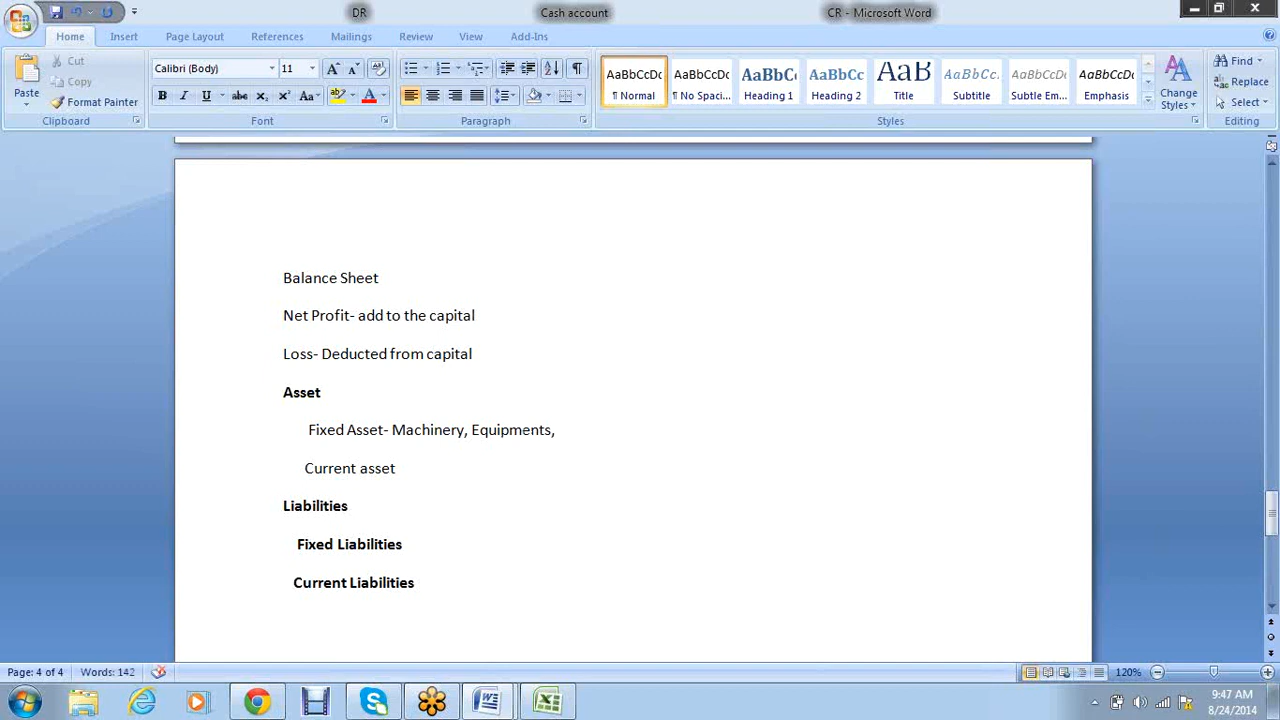 DR Cash account CR - Microsoft Word
Home Insert Page Layout References Mailings Review View Add-Ins
Paste
Cut
Copy
Format Painter
Clipboard
Calibri (Body) 11
Font
Paragraph
AaBbCcDc AaBbCcDc AaBbCc AaBbCc AaB AaBbCc. AaBbCcDc AaBbCcDc
¶ Normal ¶ No Spaci... Heading 1 Heading 2 Title Subtitle Subtle Em... Emphasis
Styles
Change Styles
Find
Replace
Select
Editing
Balance Sheet
Net Profit- add to the capital
Loss- Deducted from capital
Asset
Fixed Asset- Machinery, Equipments,
Current asset
Liabilities
Fixed Liabilities
Current Liabilities
Page: 4 of 4 Words: 142 120%
9:47 AM
8/24/2014